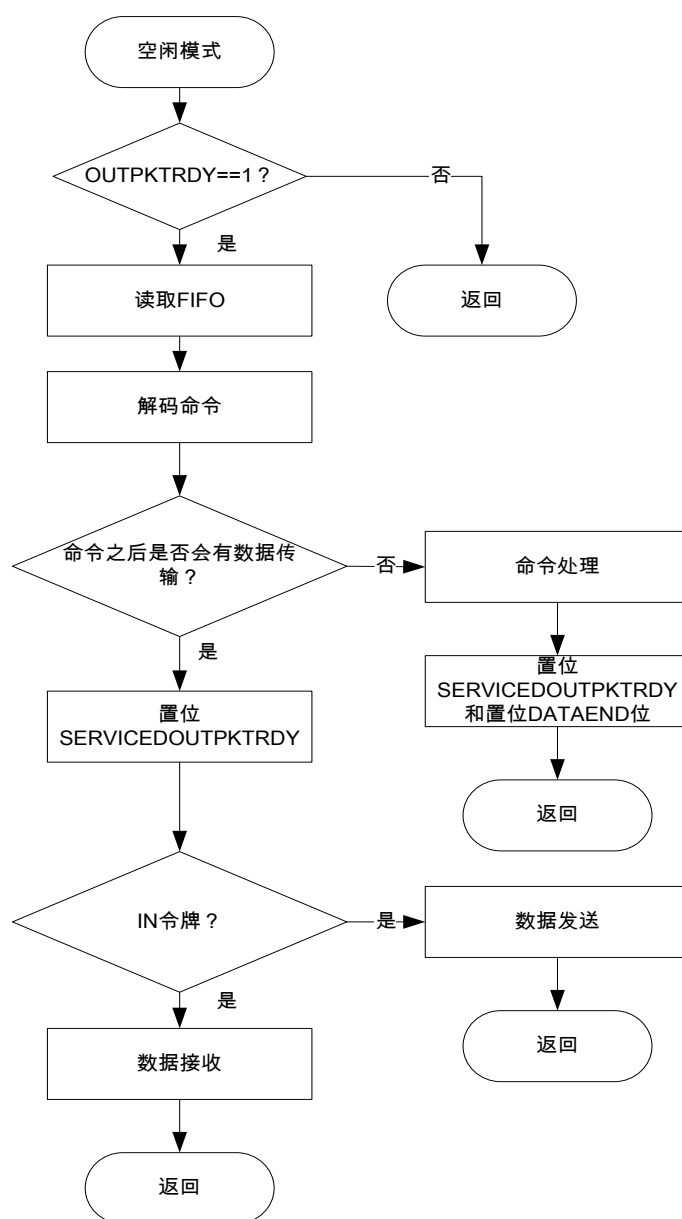 空闲模式
OUTPKTRDY==1？
否
是
读取FIFO
返回
解码命令
命令之后是否会有数据传
输？
否
命令处理
是
置位
SERVICEDOUTPKTRDY
置位
SERVICEDOUTPKTRDY
和置位DATAEND位
返回
IN令牌？
是
数据发送
是
数据接收
返回
返回